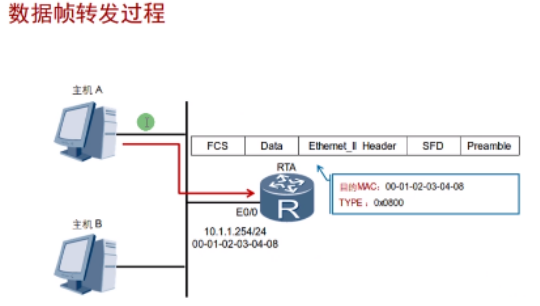 数据帧转发过程
主机 A
FCS Data Ethernet_II Header SFD Preamble
RTA
目的MAC: 00-01-02-03-04-08
TYPE : 0x0800
R
E0/0
10.1.1.254/24
00-01-02-03-04-08
主机 B